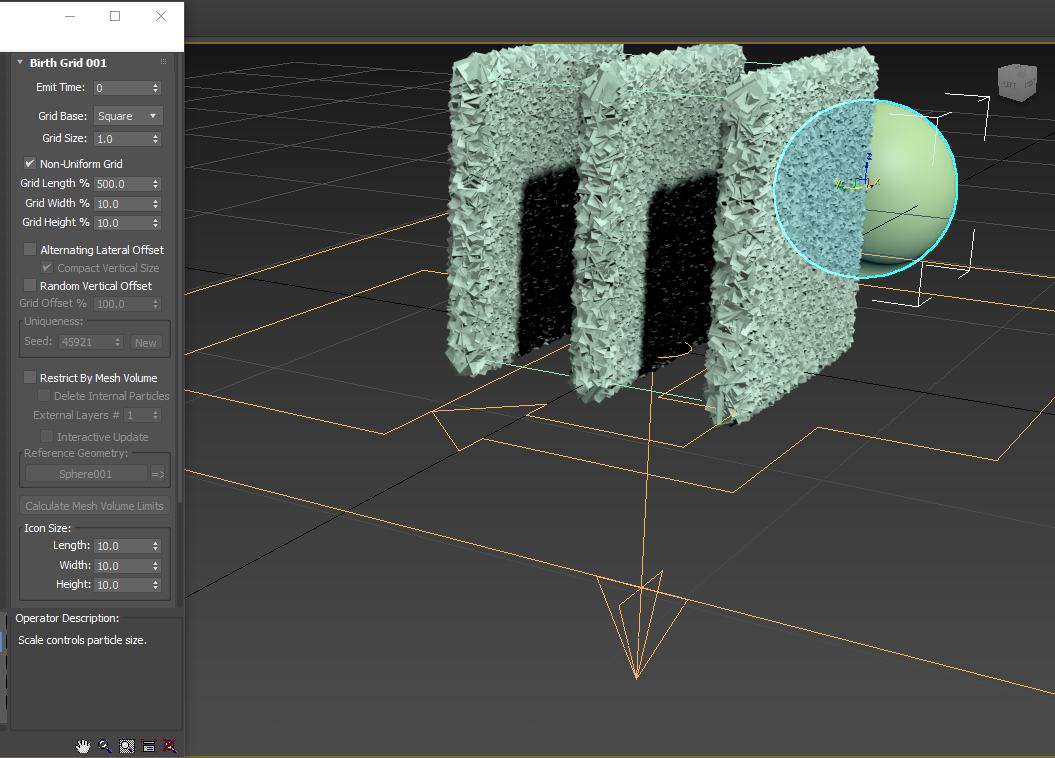 Birth Grid 001
Emit Time: 0
Grid Base: Square
Grid Size: 1.0
Non-Uniform Grid
Grid Length % 500.0
Grid Width % 10.0
Grid Height % 10.0
Alternating Lateral Offset
Compact Vertical Size
Random Vertical Offset
Grid Offset % 100.0
Uniqueness:
Seed: 45921 New
Restrict By Mesh Volume
Delete Internal Particles
External Layers # 1
Interactive Update
Reference Geometry:
Sphere001 =>
Calculate Mesh Volume Limits
Icon Size:
Length: 10.0
Width: 10.0
Height: 10.0
Operator Description:
Scale controls particle size.
z